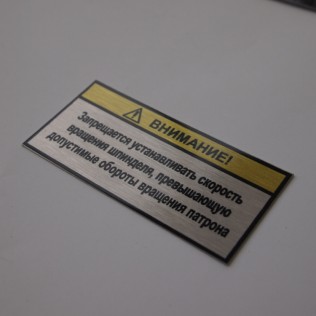 ВНИМАНИЕ!
Запрещается устанавливать скорость
вращения шпинделя, превышающую
допустимые обороты вращения патрона